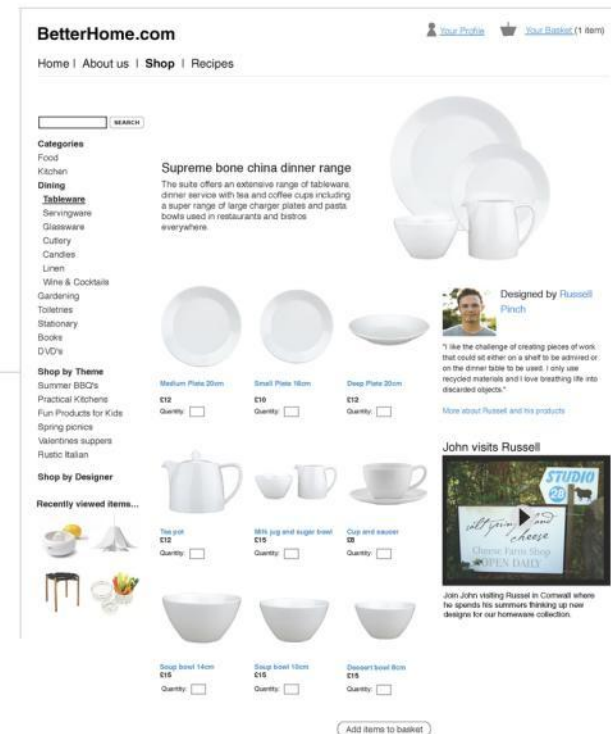 BetterHome.com
Your Profile
Your Basket (1 item)
Home | About us | Shop | Recipes
SEARCH
Categories
Food
Kitchen
Dining
Tableware
Servingware
Glassware
Cutlery
Candles
Linen
Wine & Cocktails
Gardening
Toiletries
Stationary
Books
DVD's
Shop by Theme
Summer BBQ's
Practical Kitchens
Fun Products for Kids
Spring picnics
Valentines suppers
Rustic Italian
Shop by Designer
Recently viewed items...
Supreme bone china dinner range
The suite offers an extensive range of tableware,
dinner service with tea and coffee cups including
a super range of large charger plates and pasta
bowls used in restaurants and bistros
everywhere.
Medium Plate 20cm
£12
Quantity:
Small Plate 16cm
£10
Quantity:
Deep Plate 20cm
£12
Quantity:
Tea pot
£12
Quantity:
Milk jug and sugar bowl
£15
Quantity:
Cup and saucer
£8
Quantity:
Soup bowl 14cm
£15
Quantity:
Soup bowl 10cm
£15
Quantity:
Dessert bowl 8cm
£15
Quantity:
Add items to basket
Designed by Russell
Pinch
"I like the challenge of creating pieces of work
that could sit either on a shelf to be admired or
on the dinner table to be used. I only use
recycled materials and I love breathing life into
discarded objects."
More about Russell and his products
John visits Russell
STUDIO
28
salt spring and
cheese
Cheese Farm Shop
OPEN DAILY
Join John visiting Russel in Cornwall where
he spends his summers thinking up new
designs for our homeware collection.